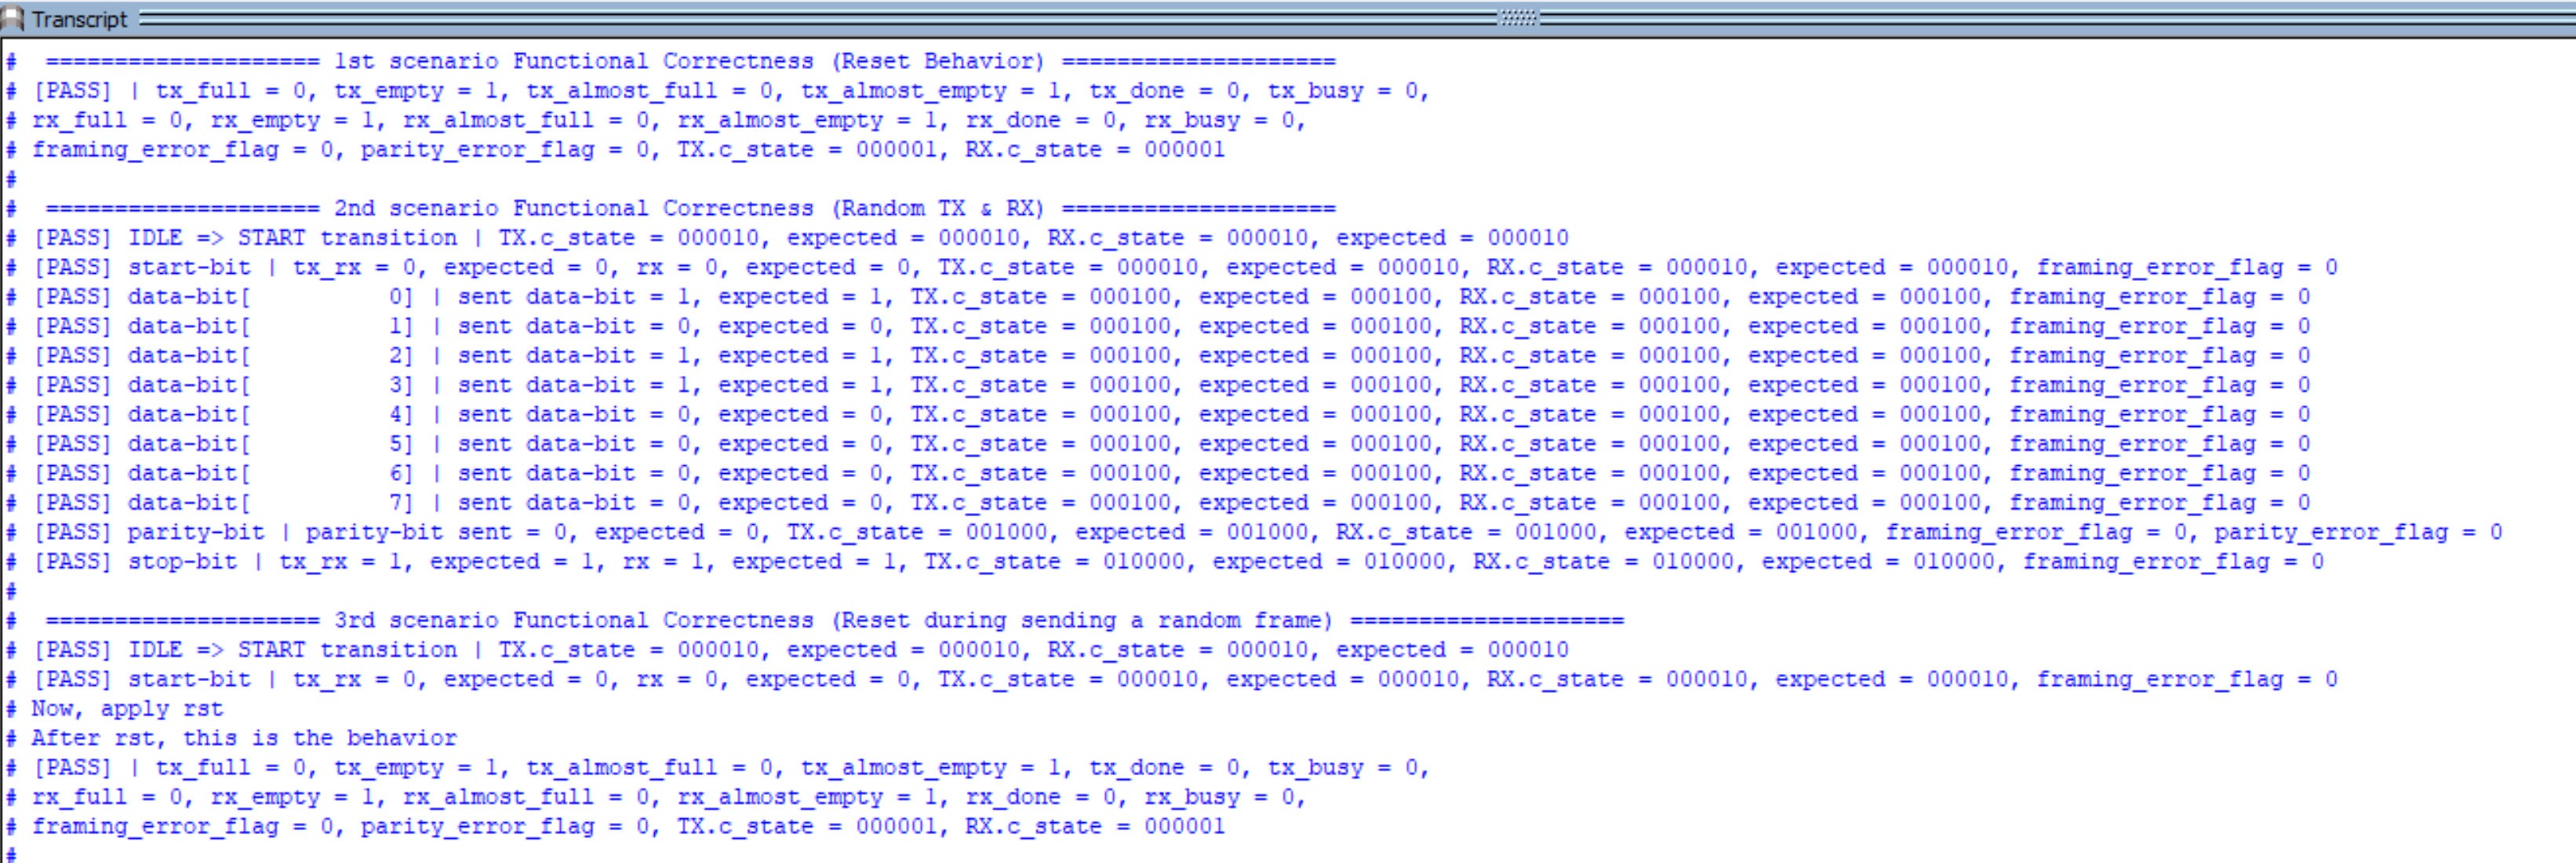 Transcript
#  ==================== 1st scenario Functional Correctness (Reset Behavior) ====================
# [PASS] | tx_full = 0, tx_empty = 1, tx_almost_full = 0, tx_almost_empty = 1, tx_done = 0, tx_busy = 0,
# rx_full = 0, rx_empty = 1, rx_almost_full = 0, rx_almost_empty = 1, rx_done = 0, rx_busy = 0,
# framing_error_flag = 0, parity_error_flag = 0, TX.c_state = 000001, RX.c_state = 000001
#
#  ==================== 2nd scenario Functional Correctness (Random TX & RX) ====================
# [PASS] IDLE => START transition | TX.c_state = 000010, expected = 000010, RX.c_state = 000010, expected = 000010
# [PASS] start-bit | tx_rx = 0, expected = 0, rx = 0, expected = 0, TX.c_state = 000010, expected = 000010, RX.c_state = 000010, expected = 000010, framing_error_flag = 0
# [PASS] data-bit[          0] | sent data-bit = 1, expected = 1, TX.c_state = 000100, expected = 000100, RX.c_state = 000100, expected = 000100, framing_error_flag = 0
# [PASS] data-bit[          1] | sent data-bit = 0, expected = 0, TX.c_state = 000100, expected = 000100, RX.c_state = 000100, expected = 000100, framing_error_flag = 0
# [PASS] data-bit[          2] | sent data-bit = 1, expected = 1, TX.c_state = 000100, expected = 000100, RX.c_state = 000100, expected = 000100, framing_error_flag = 0
# [PASS] data-bit[          3] | sent data-bit = 1, expected = 1, TX.c_state = 000100, expected = 000100, RX.c_state = 000100, expected = 000100, framing_error_flag = 0
# [PASS] data-bit[          4] | sent data-bit = 0, expected = 0, TX.c_state = 000100, expected = 000100, RX.c_state = 000100, expected = 000100, framing_error_flag = 0
# [PASS] data-bit[          5] | sent data-bit = 0, expected = 0, TX.c_state = 000100, expected = 000100, RX.c_state = 000100, expected = 000100, framing_error_flag = 0
# [PASS] data-bit[          6] | sent data-bit = 0, expected = 0, TX.c_state = 000100, expected = 000100, RX.c_state = 000100, expected = 000100, framing_error_flag = 0
# [PASS] data-bit[          7] | sent data-bit = 0, expected = 0, TX.c_state = 000100, expected = 000100, RX.c_state = 000100, expected = 000100, framing_error_flag = 0
# [PASS] parity-bit | parity-bit sent = 0, expected = 0, TX.c_state = 001000, expected = 001000, RX.c_state = 001000, expected = 001000, framing_error_flag = 0, parity_error_flag = 0
# [PASS] stop-bit | tx_rx = 1, expected = 1, rx = 1, expected = 1, TX.c_state = 010000, expected = 010000, RX.c_state = 010000, expected = 010000, framing_error_flag = 0
#
#  ==================== 3rd scenario Functional Correctness (Reset during sending a random frame) ====================
# [PASS] IDLE => START transition | TX.c_state = 000010, expected = 000010, RX.c_state = 000010, expected = 000010
# [PASS] start-bit | tx_rx = 0, expected = 0, rx = 0, expected = 0, TX.c_state = 000010, expected = 000010, RX.c_state = 000010, expected = 000010, framing_error_flag = 0
# Now, apply rst
# After rst, this is the behavior
# [PASS] | tx_full = 0, tx_empty = 1, tx_almost_full = 0, tx_almost_empty = 1, tx_done = 0, tx_busy = 0,
# rx_full = 0, rx_empty = 1, rx_almost_full = 0, rx_almost_empty = 1, rx_done = 0, rx_busy = 0,
# framing_error_flag = 0, parity_error_flag = 0, TX.c_state = 000001, RX.c_state = 000001
#